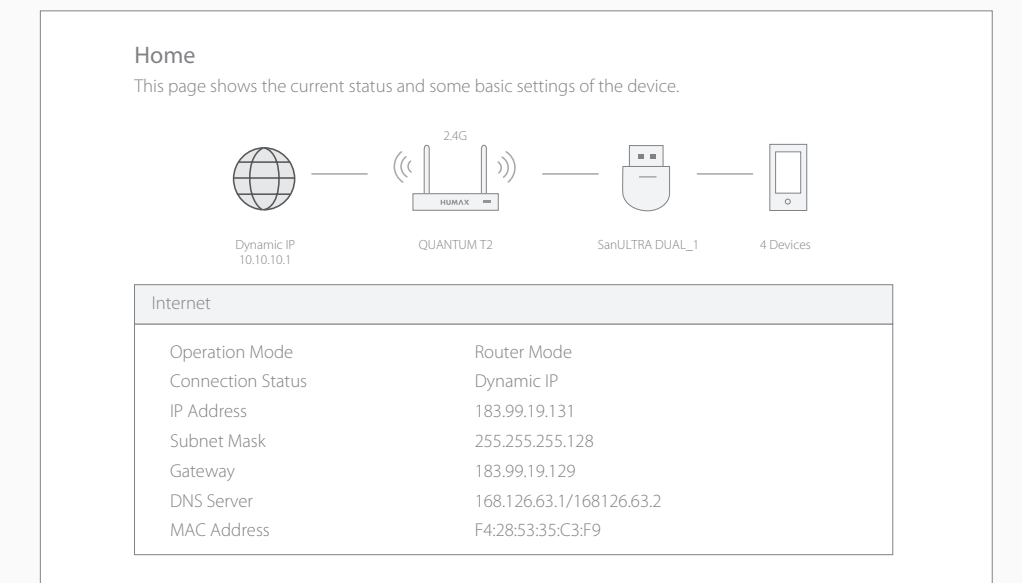 Home
This page shows the current status and some basic settings of the device.
2.4G
HUMAX
Dynamic IP
10.10.10.1
QUANTUM T2
SanULTRA DUAL_1
4 Devices
Internet
Operation Mode Router Mode
Connection Status Dynamic IP
IP Address 183.99.19.131
Subnet Mask 255.255.255.128
Gateway 183.99.19.129
DNS Server 168.126.63.1/168126.63.2
MAC Address F4:28:53:35:C3:F9